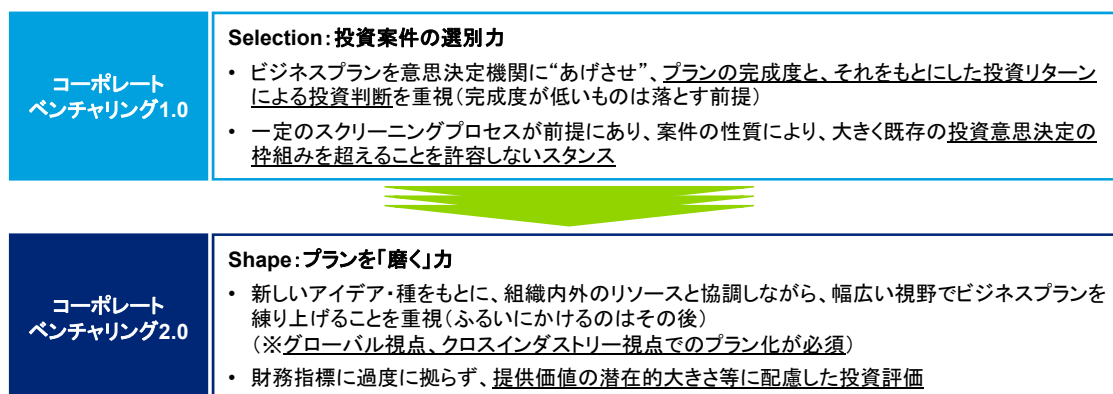 コーポレート
ベンチャリング1.0
Selection：投資案件の選別力
• ビジネスプランを意思決定機関に“あげさせ”、プランの完成度と、それをもとにした投資リターン
による投資判断を重視（完成度が低いものは落とす前提）
• 一定のスクリーニングプロセスが前提にあり、案件の性質により、大きく既存の投資意思決定の
枠組みを超えることを許容しないスタンス
コーポレート
ベンチャリング2.0
Shape：プランを「磨く」力
• 新しいアイデア・種をもとに、組織内外のリソースと協調しながら、幅広い視野でビジネスプランを
練り上げることを重視（ふるいにかけるのはその後）
（※グローバル視点、クロスインダストリー視点でのプラン化が必須）
• 財務指標に過度に拠らず、提供価値の潜在的大きさ等に配慮した投資評価